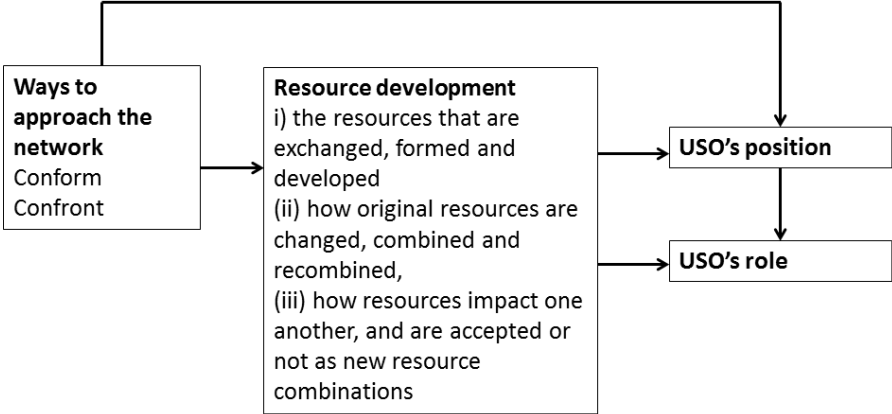 Ways to
approach the
network
Conform
Confront
Resource development
i) the resources that are
exchanged, formed and
developed
(ii) how original resources are
changed, combined and
recombined,
(iii) how resources impact one
another, and are accepted or
not as new resource
combinations
USO's position
USO's role